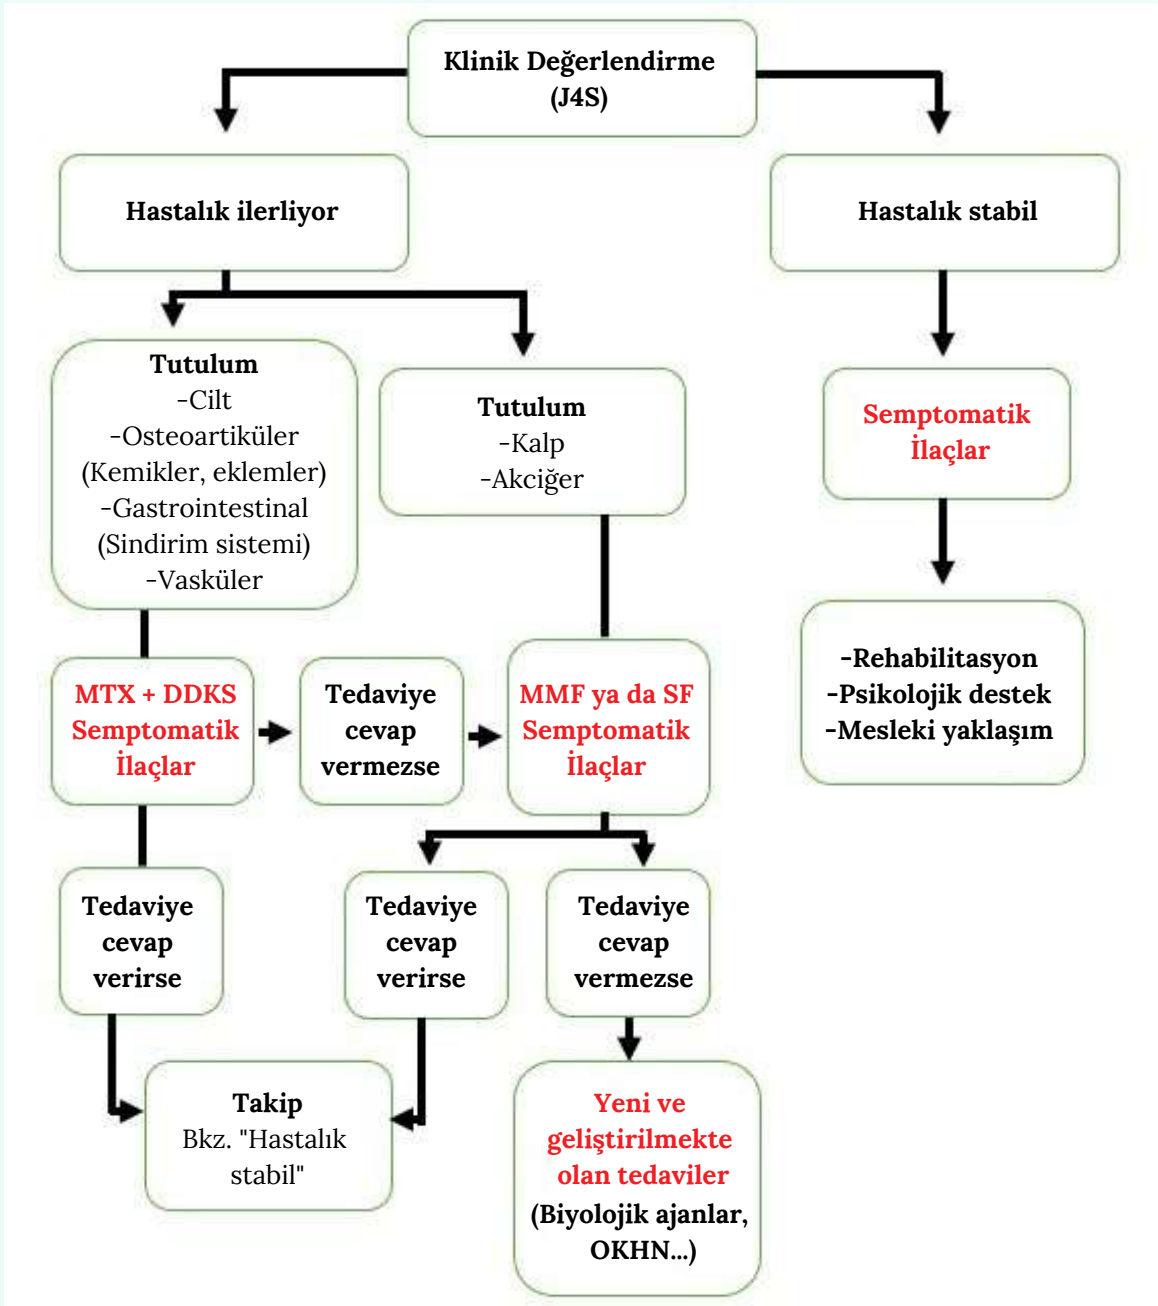 Klinik Değerlendirme
(J4S)
Hastalık ilerliyor
Hastalık stabil
Tutulum
-Cilt
-Osteoartiküler
(Kemikler, eklemler)
-Gastrointestinal
(Sindirim sistemi)
-Vasküler
Tutulum
-Kalp
-Akciğer
Semptomatik
İlaçlar
-Rehabilitasyon
-Psikolojik destek
-Mesleki yaklaşım
MTX + DDKS
Semptomatik
İlaçlar
Tedaviye
cevap
vermezse
MMF ya da SF
Semptomatik
İlaçlar
Tedaviye
cevap
verirse
Tedaviye
cevap
verirse
Tedaviye
cevap
vermezse
Takip
Bkz. "Hastalık
stabil"
Yeni ve
geliştirilmekte
olan tedaviler
(Biyolojik ajanlar,
OKHN...)